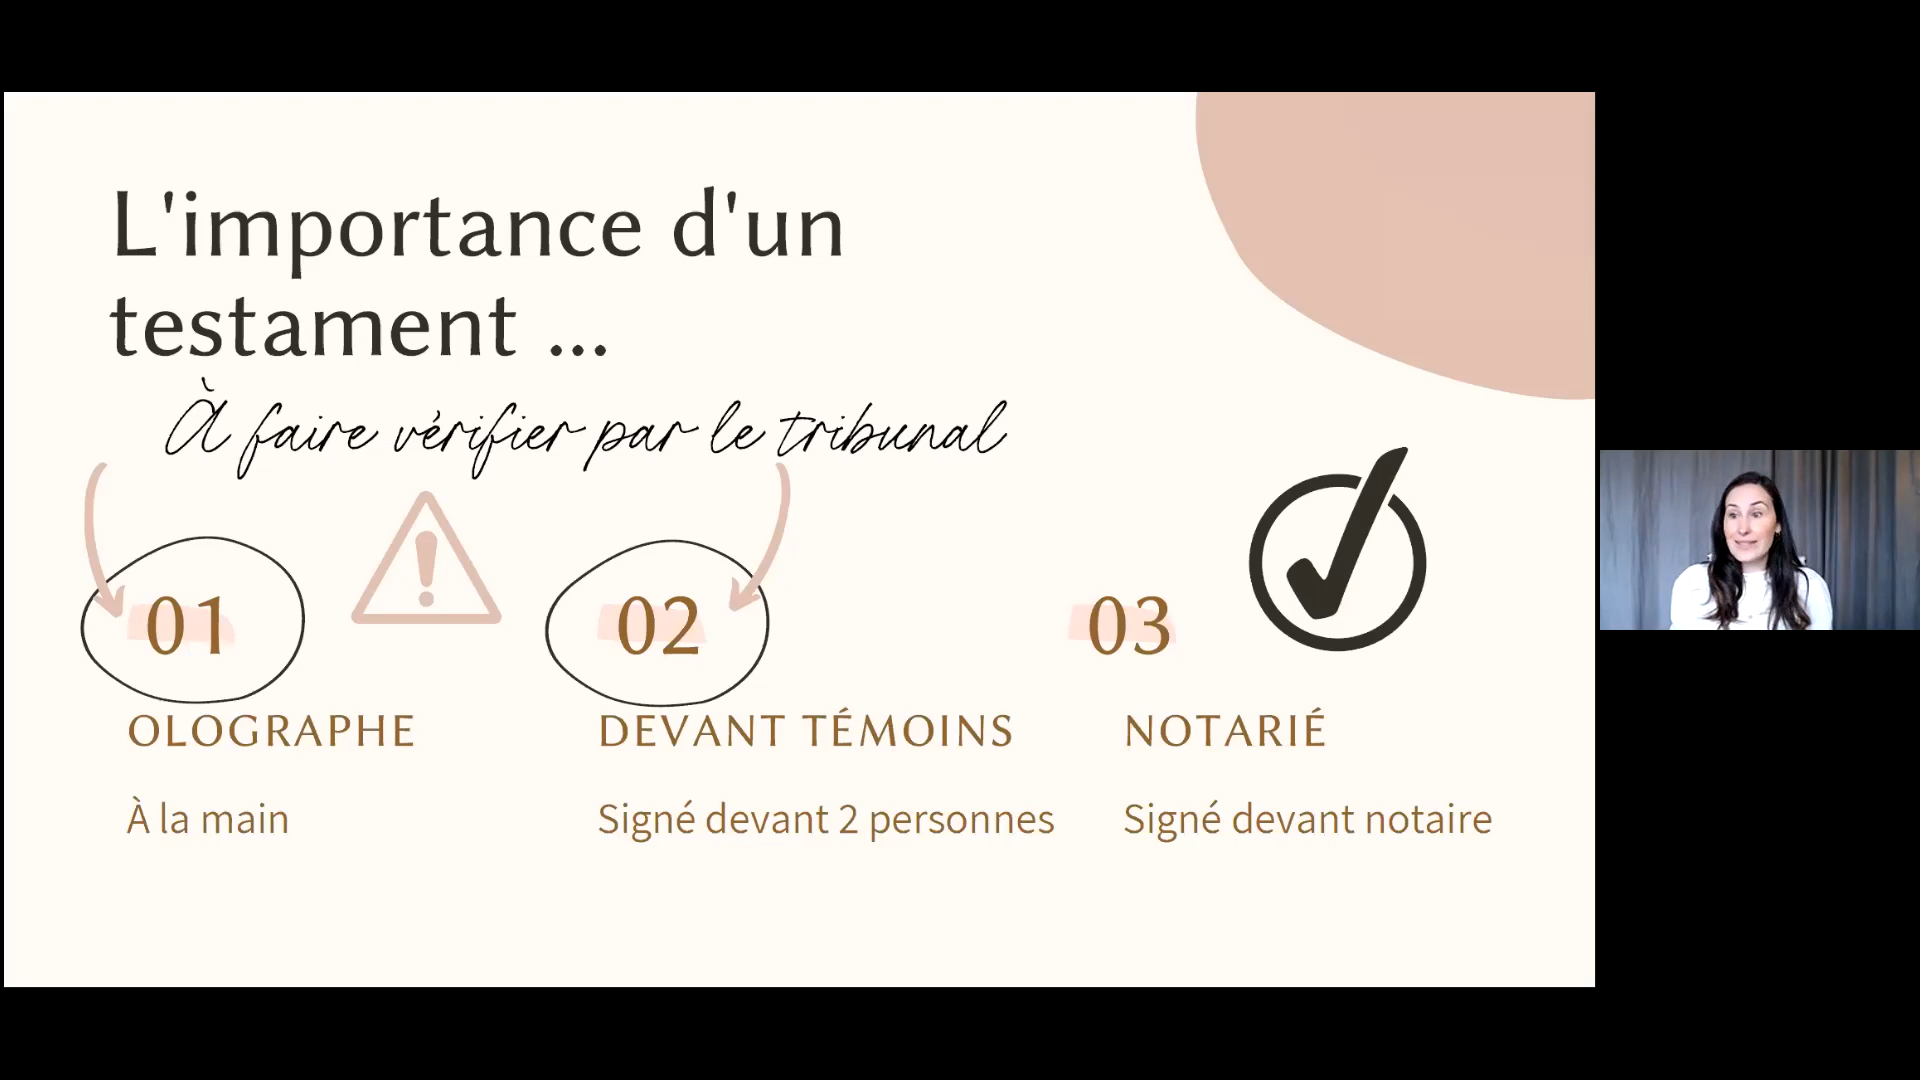 L'importance d'un
testament ...
À faire vérifier par le tribunal
01
02
03
OLOGRAPHE
DEVANT TÉMOINS
NOTARIÉ
À la main
Signé devant 2 personnes
Signé devant notaire